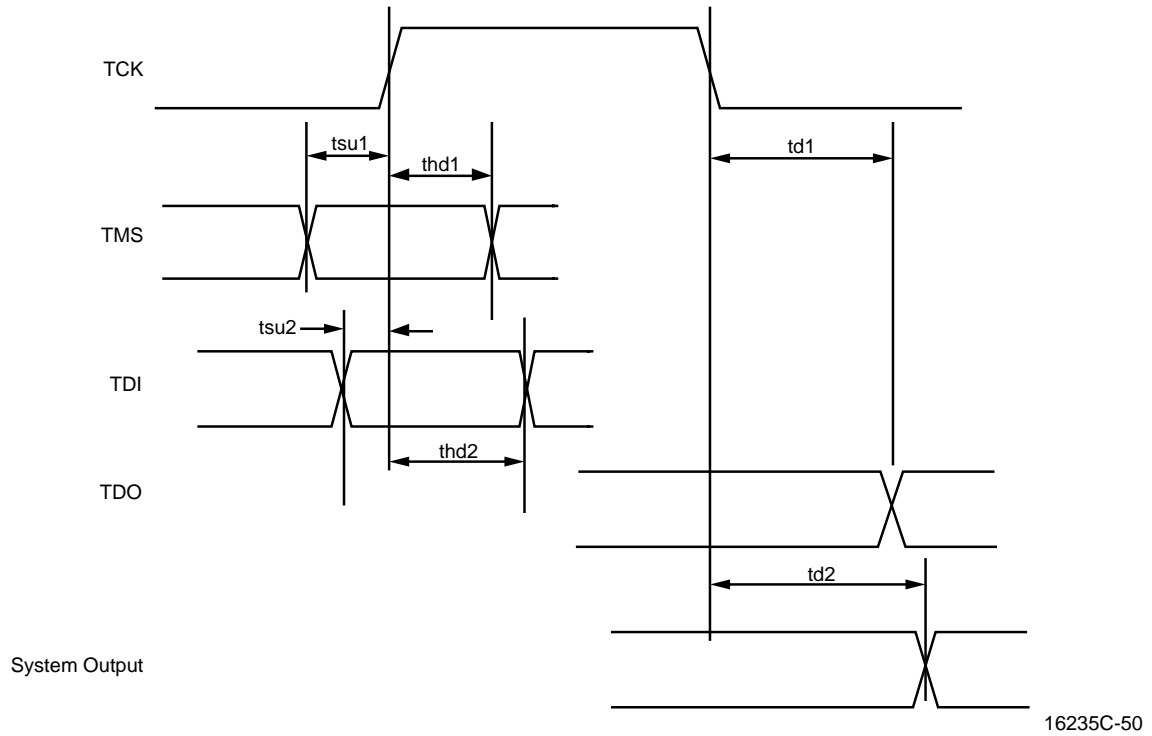 TCK
tsu1
td1
thd1
TMS
tsu2
TDI
thd2
TDO
td2
System Output
16235C-50